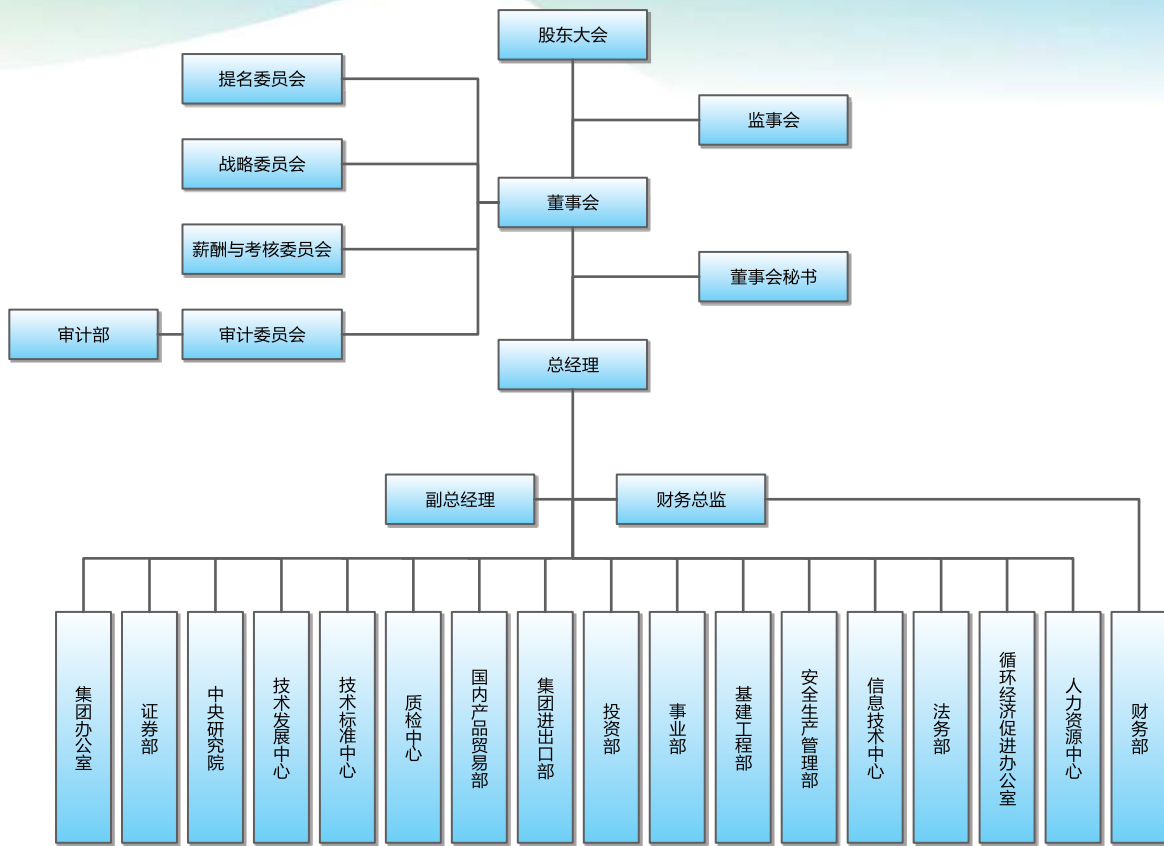 股东大会
提名委员会
监事会
战略委员会
董事会
薪酬与考核委员会
董事会秘书
审计部
审计委员会
总经理
副总经理
财务总监
集团办公室
证券部
中央研究院
技术发展中心
技术标准中心
质检中心
国内产品贸易部
集团进出口部
投资部
事业部
基建工程部
安全生产管理部
信息技术中心
法务部
循环经济促进办公室
人力资源中心
财务部